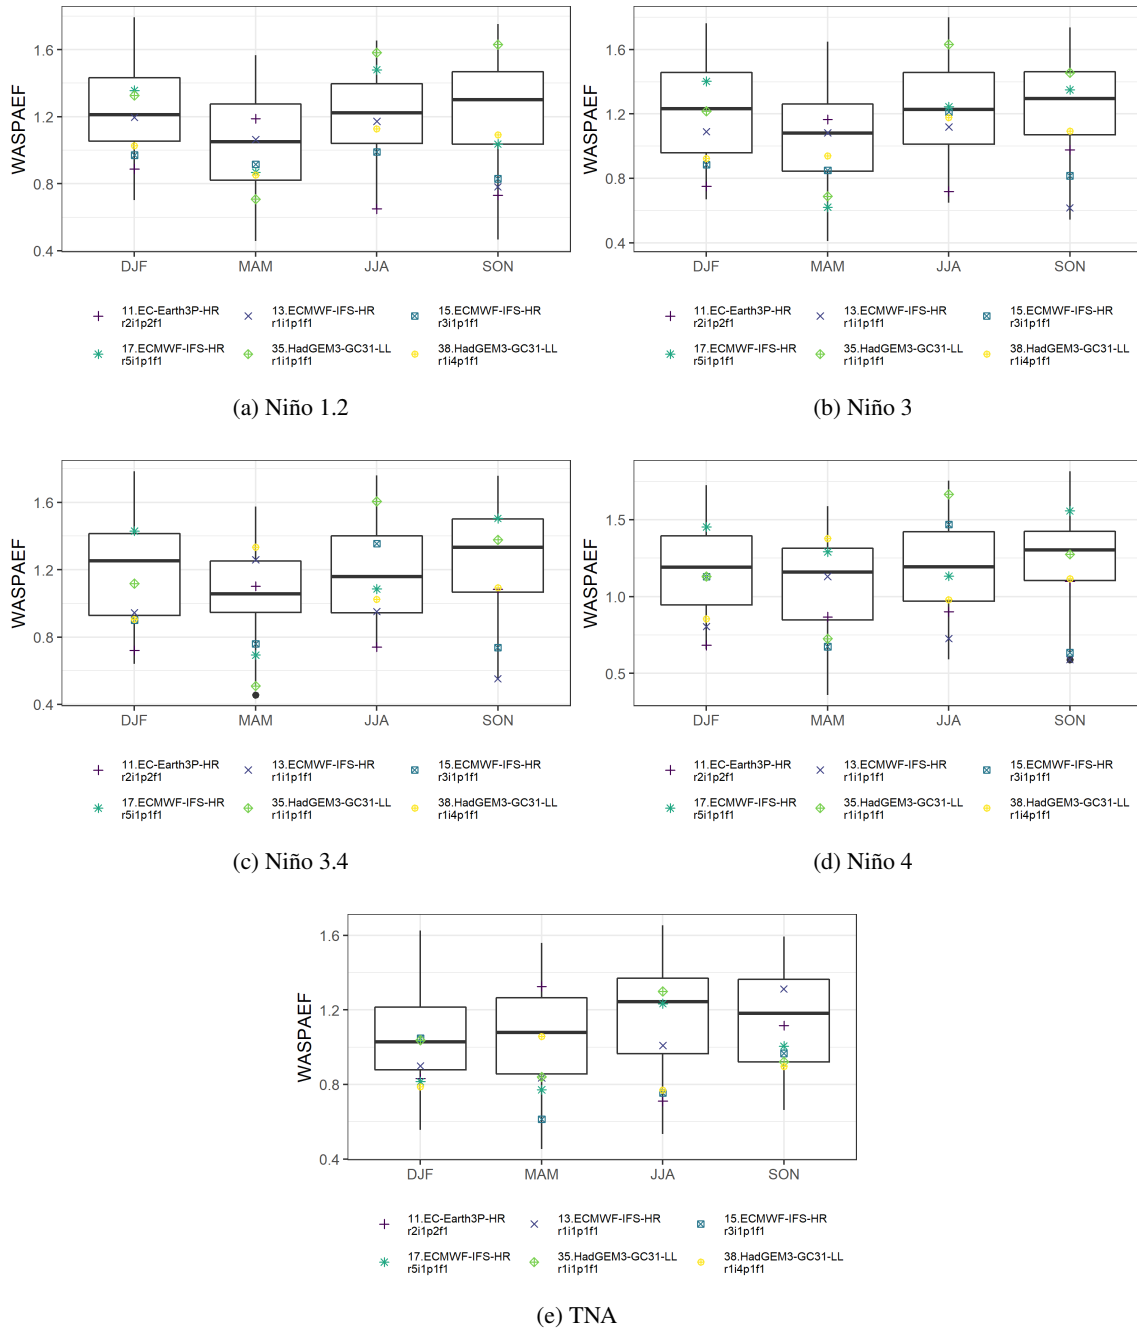 WASPAEF
1.6
1.2
0.8
0.4
DJF MAM JJA SON
11.EC-Earth3P-HR 13.ECMWF-IFS-HR 15.ECMWF-IFS-HR
r2i1p2f1 r1i1p1f1 r3i1p1f1
17.ECMWF-IFS-HR 35.HadGEM3-GC31-LL 38.HadGEM3-GC31-LL
r5i1p1f1 r1i1p1f1 r1i4p1f1
(a) Niño 1.2
WASPAEF
1.6
1.2
0.8
0.4
DJF MAM JJA SON
11.EC-Earth3P-HR 13.ECMWF-IFS-HR 15.ECMWF-IFS-HR
r2i1p2f1 r1i1p1f1 r3i1p1f1
17.ECMWF-IFS-HR 35.HadGEM3-GC31-LL 38.HadGEM3-GC31-LL
r5i1p1f1 r1i1p1f1 r1i4p1f1
(b) Niño 3
WASPAEF
1.6
1.2
0.8
0.4
DJF MAM JJA SON
11.EC-Earth3P-HR 13.ECMWF-IFS-HR 15.ECMWF-IFS-HR
r2i1p2f1 r1i1p1f1 r3i1p1f1
17.ECMWF-IFS-HR 35.HadGEM3-GC31-LL 38.HadGEM3-GC31-LL
r5i1p1f1 r1i1p1f1 r1i4p1f1
(c) Niño 3.4
WASPAEF
1.5
1.0
0.5
DJF MAM JJA SON
11.EC-Earth3P-HR 13.ECMWF-IFS-HR 15.ECMWF-IFS-HR
r2i1p2f1 r1i1p1f1 r3i1p1f1
17.ECMWF-IFS-HR 35.HadGEM3-GC31-LL 38.HadGEM3-GC31-LL
r5i1p1f1 r1i1p1f1 r1i4p1f1
(d) Niño 4
WASPAEF
1.6
1.2
0.8
0.4
DJF MAM JJA SON
11.EC-Earth3P-HR 13.ECMWF-IFS-HR 15.ECMWF-IFS-HR
r2i1p2f1 r1i1p1f1 r3i1p1f1
17.ECMWF-IFS-HR 35.HadGEM3-GC31-LL 38.HadGEM3-GC31-LL
r5i1p1f1 r1i1p1f1 r1i4p1f1
(e) TNA